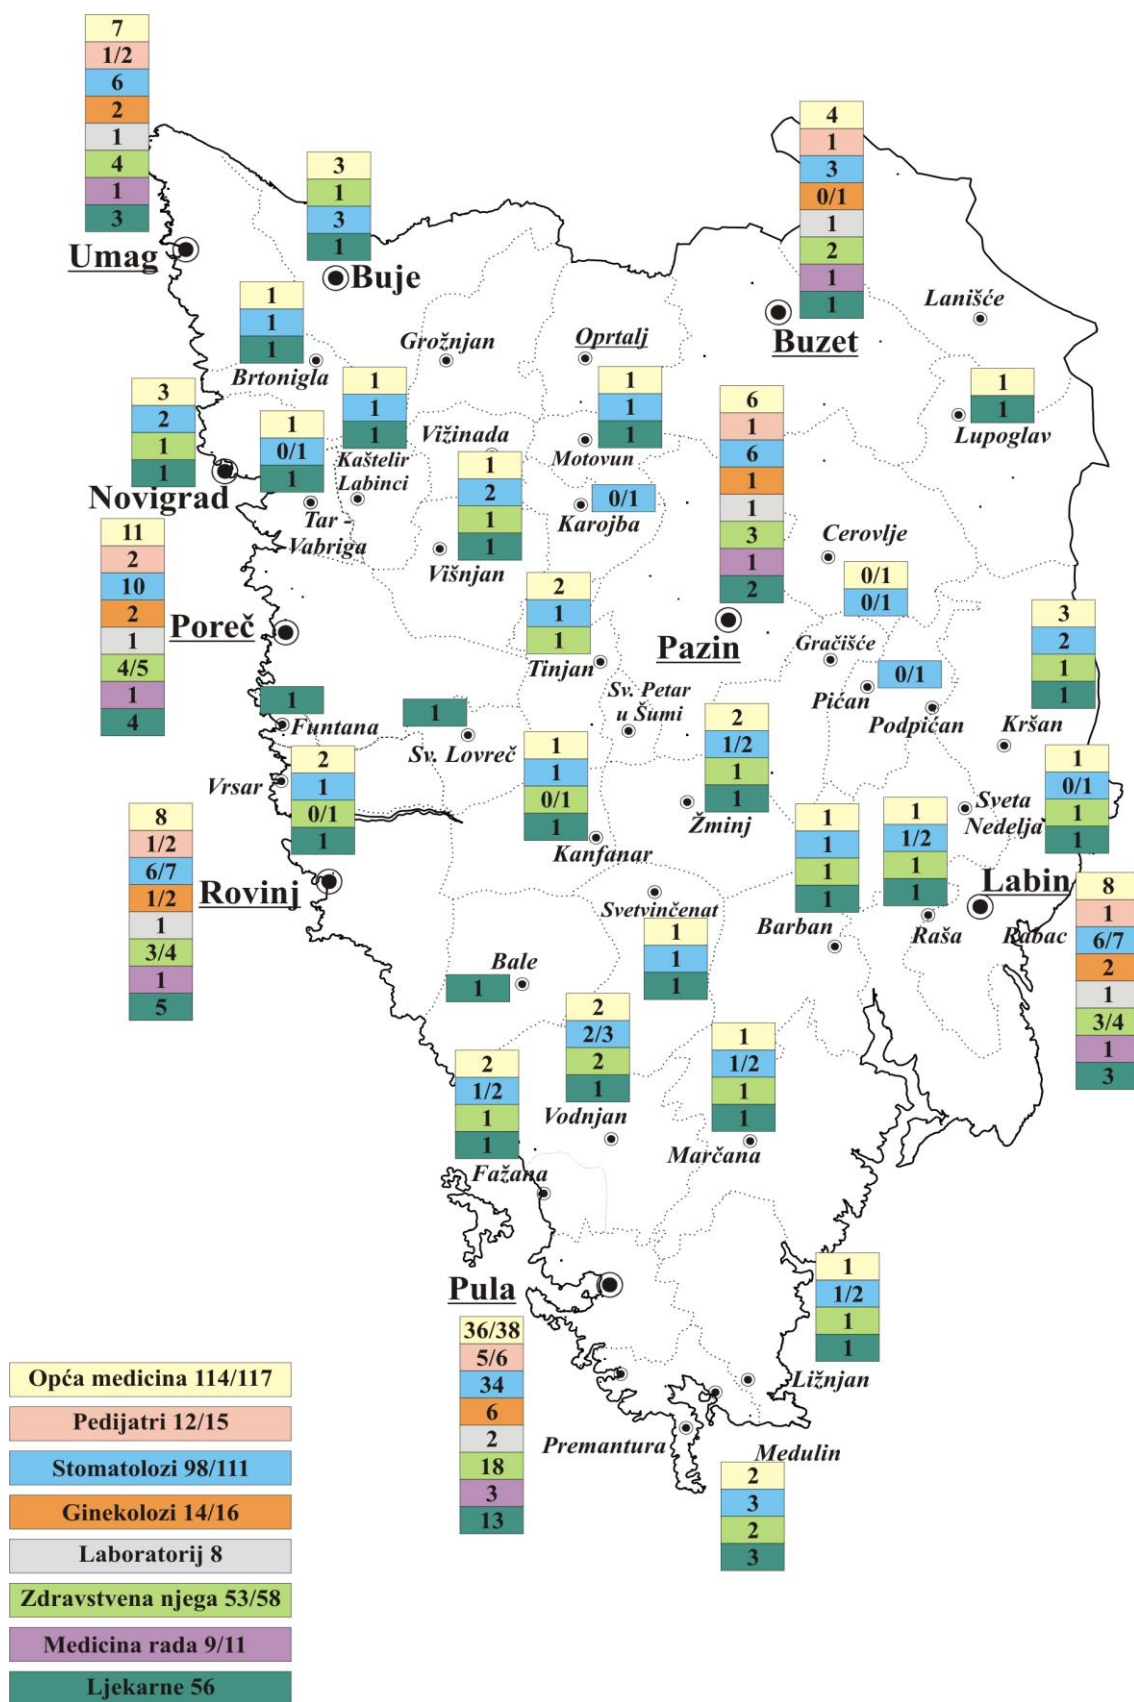 7
1/2
6
2
1
4
1
3
Umag
3
1
3
1
Buje
4
1
3
0/1
1
2
1
1
Buzet
Lanišće
1
1
1
Brtonigla
Grožnjan
Oprtalj
1
1
Lupoglav
3
2
1
1
Novigrad
1
0/1
1
Tar -
Vabriga
1
1
1
Kaštelir
Labinci
Vižinada
1
2
1
1
Višnjan
1
1
1
Motovun
0/1
Karojba
6
1
6
1
1
3
1
2
Pazin
Cerovlje
0/1
0/1
Gračišće
11
2
10
2
1
4/5
1
4
Poreč
2
1
1
Tinjan
Sv. Petar
u Šumi
0/1
Pićan
Podpićan
3
2
1
1
Kršan
1
Funtana
1
Sv. Lovreč
Vrsar
2
1
0/1
1
1
1
0/1
1
Kanfanar
2
1/2
1
1
Žminj
1
1
1
1
Barban
1
1/2
1
1
Raša
Sveta
Nedelja
1
0/1
1
1
8
1/2
6/7
1/2
1
3/4
1
5
Rovinj
Labin
Rabac
8
1
6/7
2
1
3/4
1
3
Svetvinčenat
1
1
1
Bale
1
2
2/3
2
1
Vodnjan
1
1/2
1
1
Marčana
2
1/2
1
1
Fažana
Pula
36/38
5/6
34
6
2
18
3
13
1
1/2
1
1
Ližnjan
Premantura
Medulin
2
3
2
3
Opća medicina 114/117
Pedijatri 12/15
Stomatolozi 98/111
Ginekolozi 14/16
Laboratorij 8
Zdravstvena njega 53/58
Medicina rada 9/11
Ljekarne 56